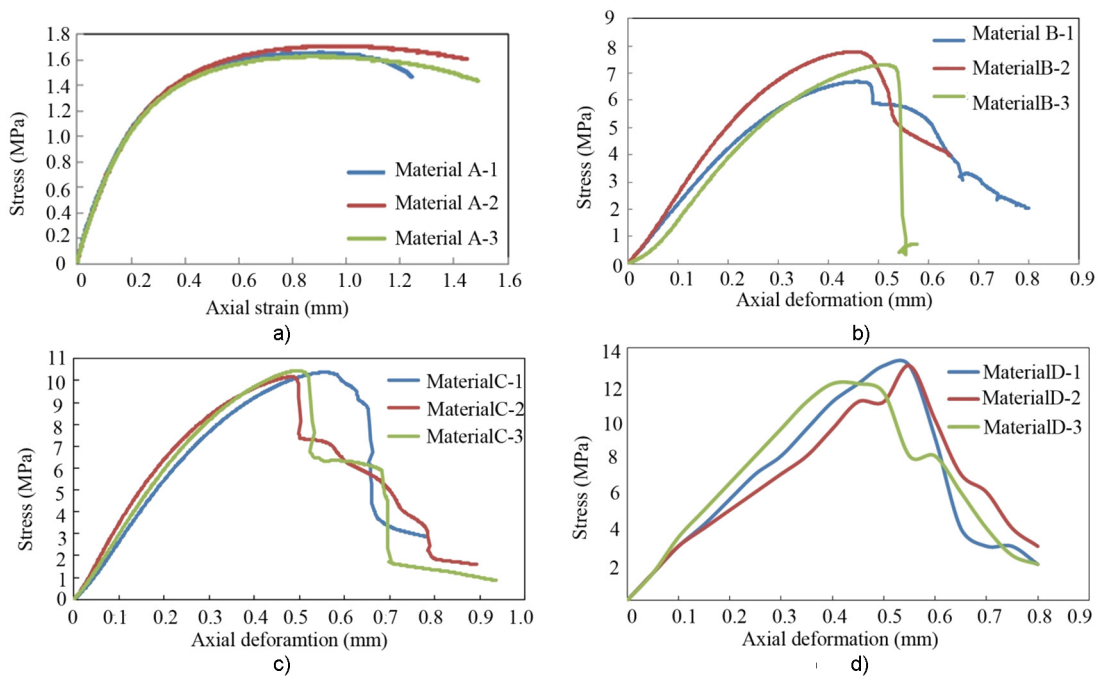 1.8
1.6
1.4
1.2
1.0
0.8
0.6
0.4
0.2
0
Stress (MPa)
Material A-1
Material A-2
Material A-3
0.0 0.2 0.4 0.6 0.8 1.0 1.2 1.4 1.6
Axial strain (mm)
a)
9
8
7
6
5
4
3
2
1
0
Stress (MPa)
Material B-1
MaterialB-2
MaterialB-3
0 0.1 0.2 0.3 0.4 0.5 0.6 0.7 0.8 0.9
Axial deformation (mm)
b)
11
10
9
8
7
6
5
4
3
2
1
0
Stress (MPa)
MaterialC-1
MaterialC-2
MaterialC-3
0 0.1 0.2 0.3 0.4 0.5 0.6 0.7 0.8 0.9 1.0
Axial deforamtion (mm)
c)
14
12
10
8
6
4
2
Stress (MPa)
MaterialD-1
MaterialD-2
MaterialD-3
0 0.1 0.2 0.3 0.4 0.5 0.6 0.7 0.8 0.9
Axial deformation (mm)
d)